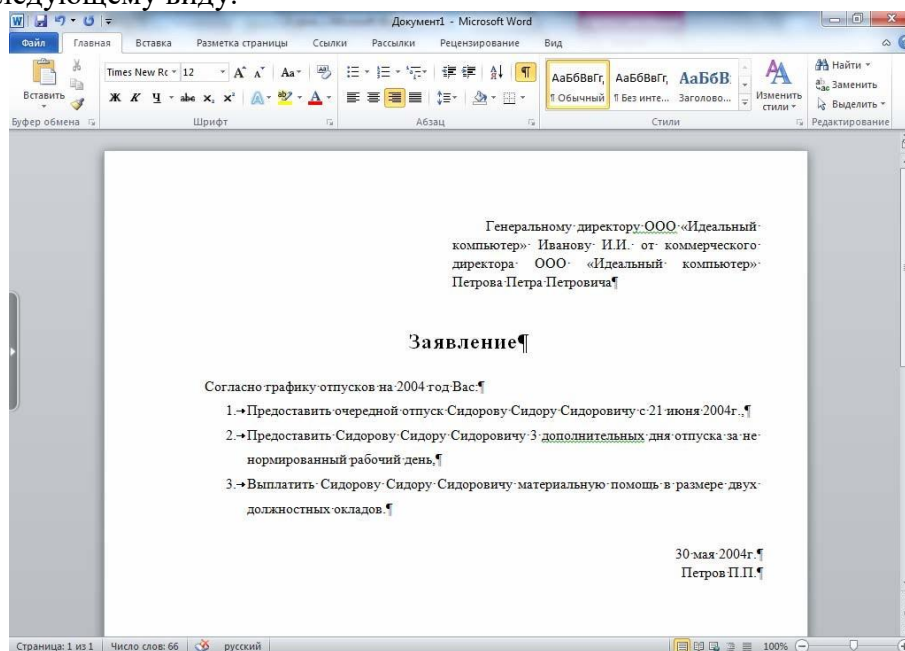 следующему виду:
Документ1 - Microsoft Word
Файл Главная Вставка Разметка страницы Ссылки Рассылки Рецензирование Вид
Вставить
Буфер обмена
Times New Rc 12
Ж К Ч abe x₂ x²
Шрифт
Абзац
АаБбВвГг, АаБбВвГг, АаБбВ
¶ Обычный ¶ Без инте... Заголово...
Изменить стили
Стили
Найти
Заменить
Выделить
Редактирование
Генеральному директору ООО «Идеальный
компьютер» Иванову И.И. от коммерческого
директора ООО «Идеальный компьютер»
Петрова Петра Петровича¶
Заявление¶
Согласно графику отпусков на 2004 год Вас:¶
1. Предоставить очередной отпуск Сидорову Сидору Сидоровичу с 21 июня 2004г.,¶
2. Предоставить Сидорову Сидору Сидоровичу 3 дополнительных дня отпуска за не
нормированный рабочий день,¶
3. Выплатить Сидорову Сидору Сидоровичу материальную помощь в размере двух
должностных окладов.¶
30 мая 2004г.¶
Петров П.П.¶
Страница: 1 из 1 Число слов: 66 русский 100%